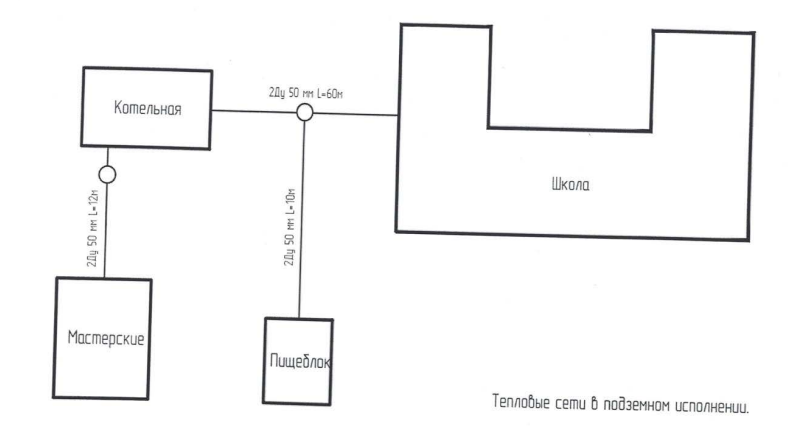 2Ду 50 мм L=60м
Котельная
Школа
2Ду 50 мм L=12м
2Ду 50 мм L=10м
Мастерские
Пищеблок
Тепловые сети в подземном исполнении.